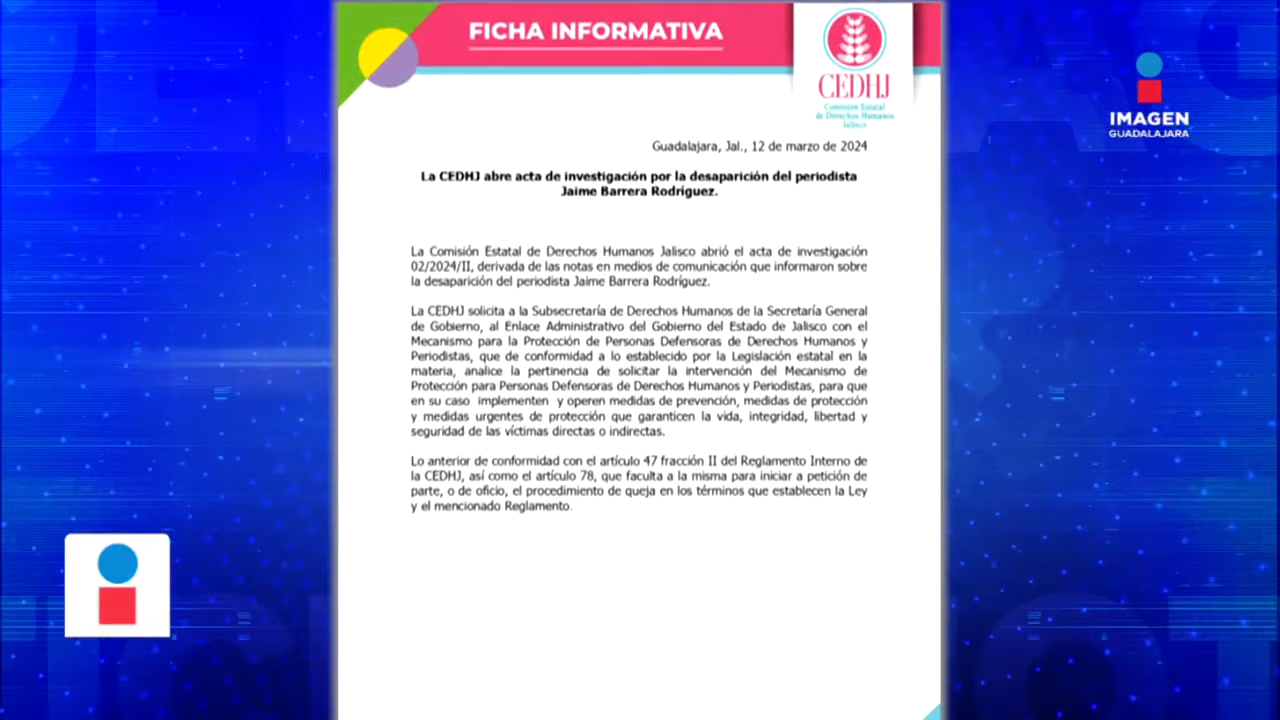 FICHA INFORMATIVA
CEDHJ
Comisión Estatal
de Derechos Humanos
Jalisco
IMAGEN
GUADALAJARA
Guadalajara, Jal., 12 de marzo de 2024
La CEDHJ abre acta de investigación por la desaparición del periodista
Jaime Barrera Rodríguez.
La Comisión Estatal de Derechos Humanos Jalisco abrió el acta de investigación
02/2024/II, derivada de las notas en medios de comunicación que informaron sobre
la desaparición del periodista Jaime Barrera Rodríguez.
La CEDHJ solicita a la Subsecretaría de Derechos Humanos de la Secretaría General
de Gobierno, al Enlace Administrativo del Gobierno del Estado de Jalisco con el
Mecanismo para la Protección de Personas Defensoras de Derechos Humanos y
Periodistas, que de conformidad a lo establecido por la Legislación estatal en la
materia, analice la pertinencia de solicitar la intervención del Mecanismo de
Protección para Personas Defensoras de Derechos Humanos y Periodistas, para que
en su caso implementen y operen medidas de prevención, medidas de protección
y medidas urgentes de protección que garanticen la vida, integridad, libertad y
seguridad de las víctimas directas o indirectas.
Lo anterior de conformidad con el artículo 47 fracción II del Reglamento Interno de
la CEDHJ, así como el artículo 78, que faculta a la misma para iniciar a petición de
parte, o de oficio, el procedimiento de queja en los términos que establecen la Ley
y el mencionado Reglamento.